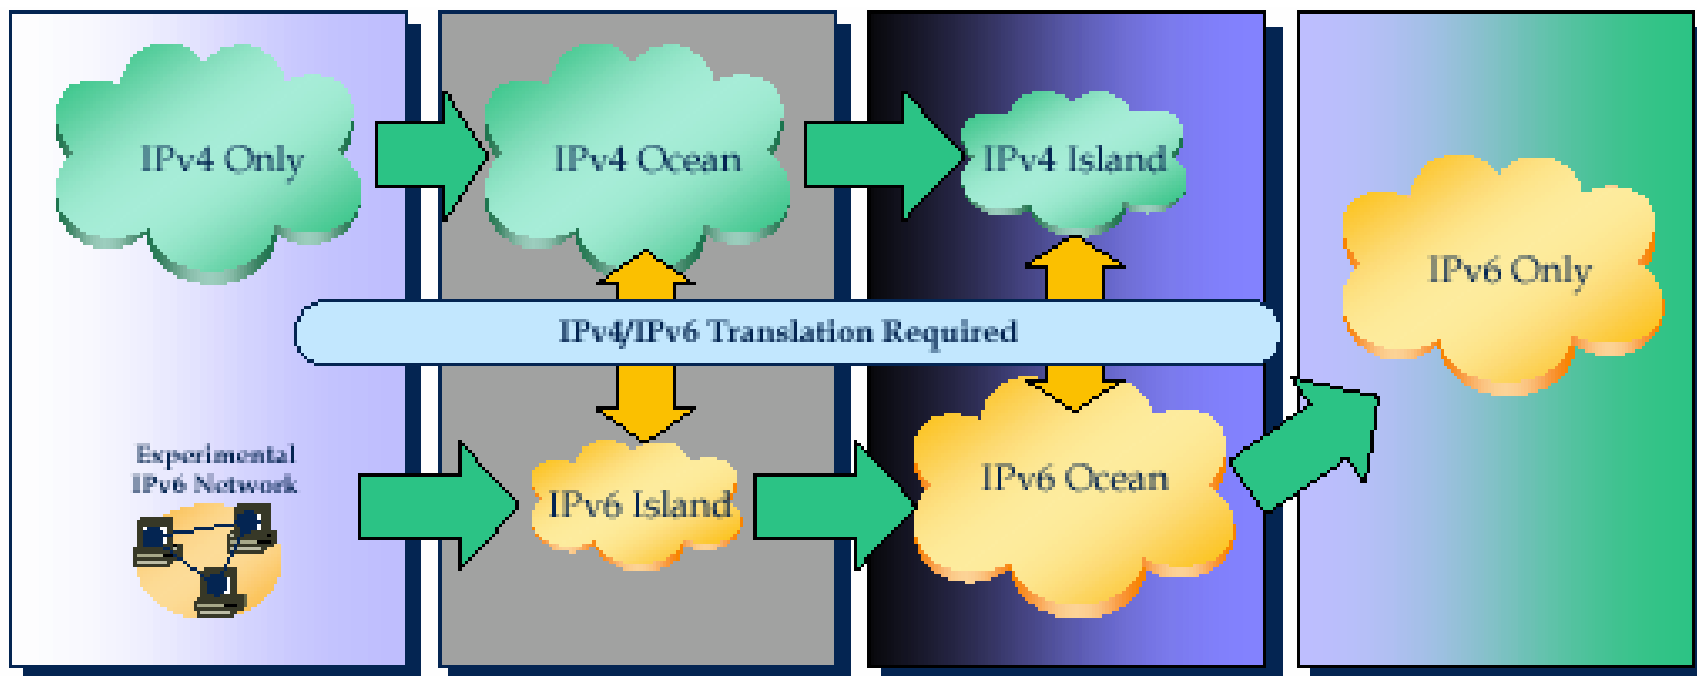 IPv4 Only
IPv4 Ocean
IPv4 Island
IPv6 Only
IPv4/IPv6 Translation Required
Experimental
IPv6 Network
IPv6 Island
IPv6 Ocean